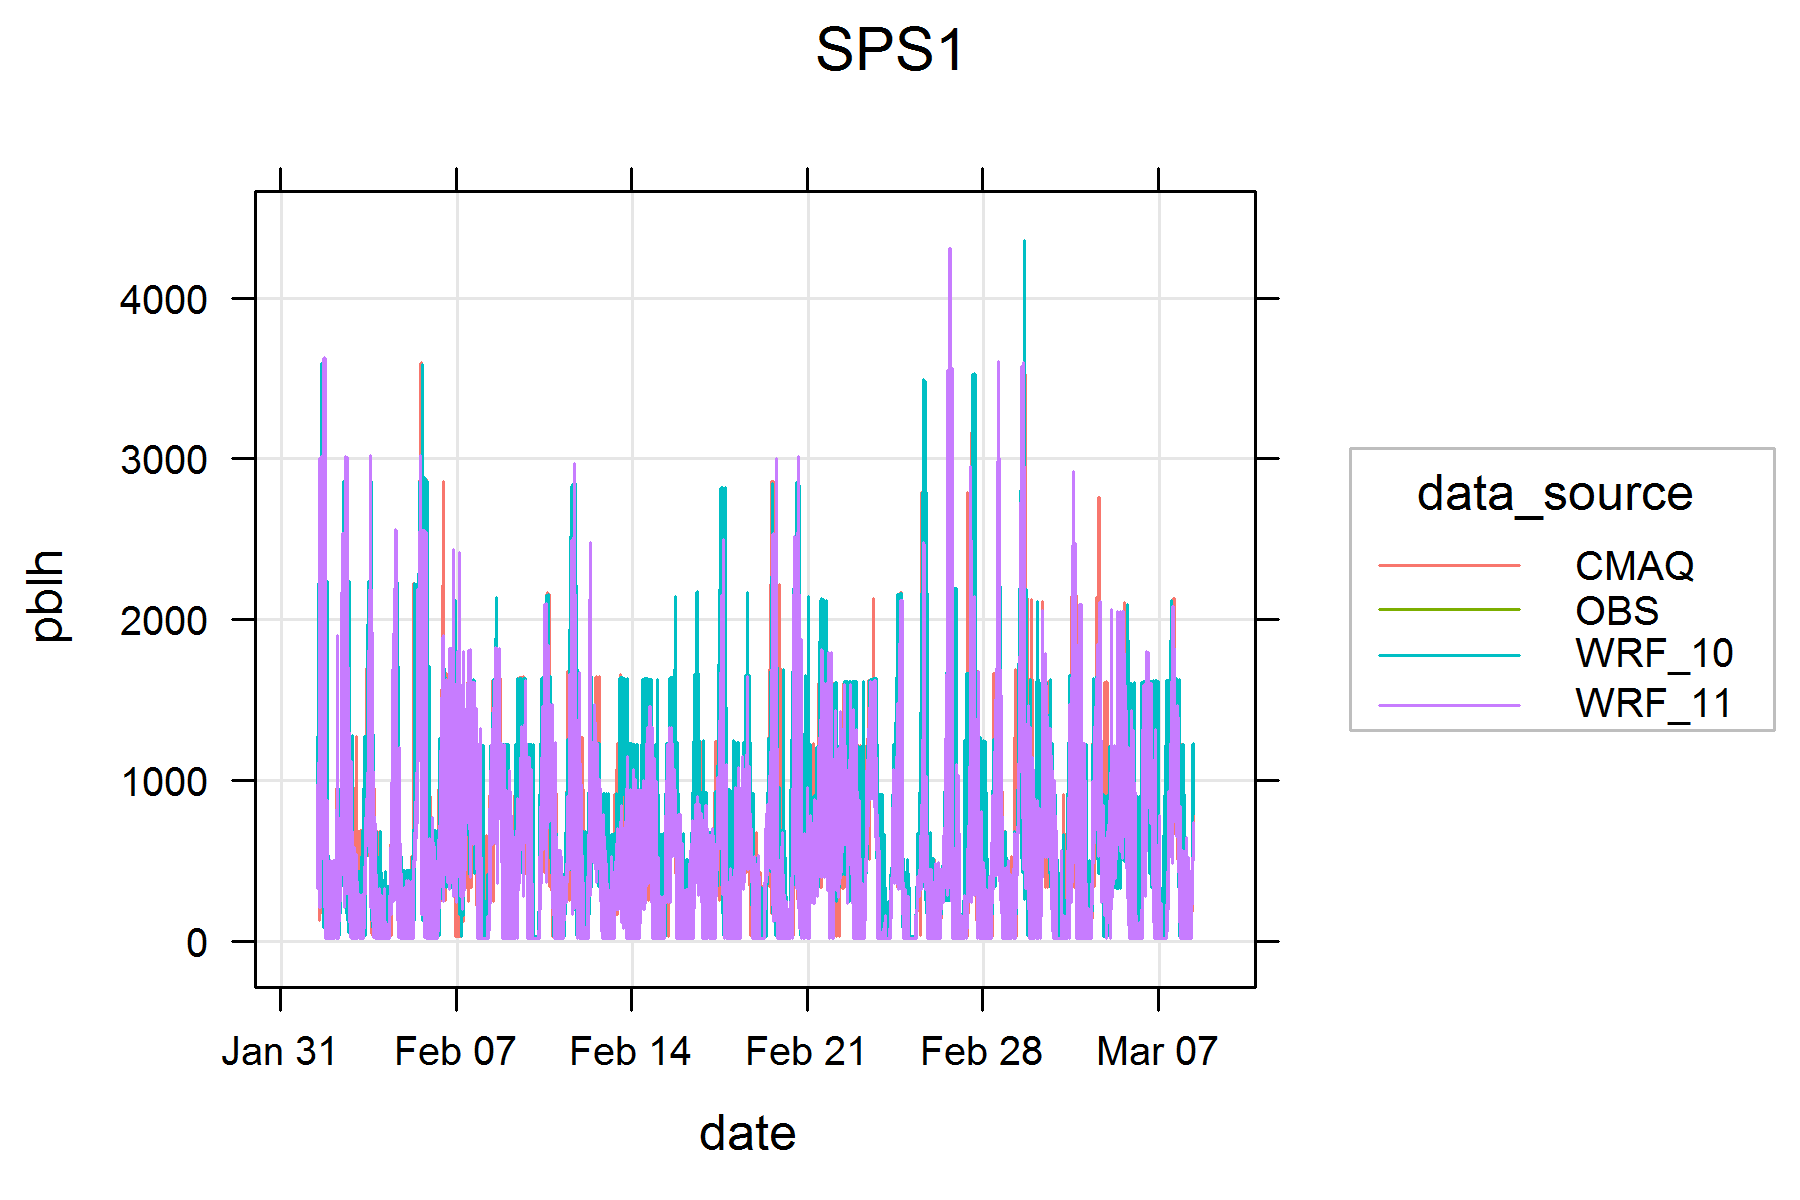 SPS1
4000
3000
2000
1000
0
pblh
Jan 31 Feb 07 Feb 14 Feb 21 Feb 28 Mar 07
date
data_source
CMAQ
OBS
WRF_10
WRF_11